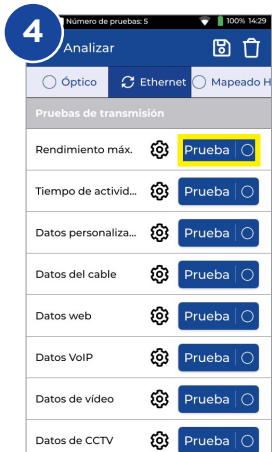 4
Número de pruebas: 5 100% 14:29
Analizar
Óptico Ethernet Mapeado H
Pruebas de transmisión
Rendimiento máx. Prueba
Tiempo de activid... Prueba
Datos personaliza... Prueba
Datos del cable Prueba
Datos web Prueba
Datos VoIP Prueba
Datos de vídeo Prueba
Datos de CCTV Prueba